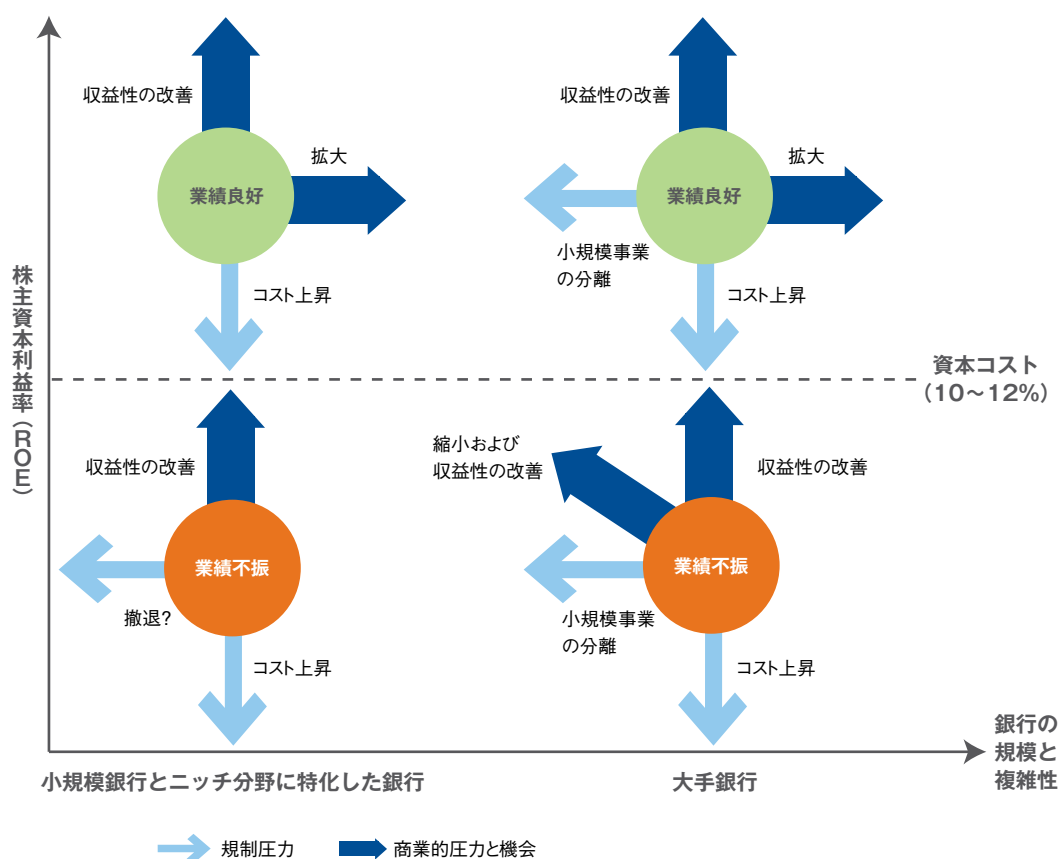 株主資本利益率(ROE)
収益性の改善
業績良好
拡大
コスト上昇
収益性の改善
業績良好
拡大
小規模事業
の分離
コスト上昇
資本コスト
(10〜12%)
収益性の改善
業績不振
撤退?
コスト上昇
縮小および
収益性の改善
収益性の改善
業績不振
小規模事業
の分離
コスト上昇
銀行の
規模と
複雑性
小規模銀行とニッチ分野に特化した銀行
大手銀行
規制圧力
商業的圧力と機会